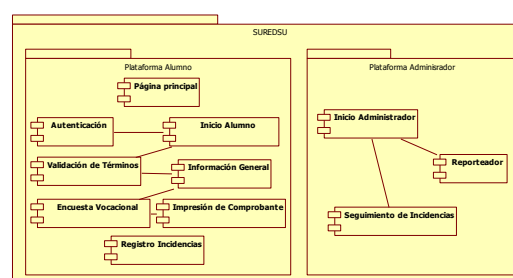 SUREDSU
Plataforma Alumno
Página principal
Autenticación
Inicio Alumno
Validación de Términos
Información General
Encuesta Vocacional
Impresión de Comprobante
Registro Incidencias
Plataforma Adminisrador
Inicio Administrador
Reporteador
Seguimiento de Incidencias